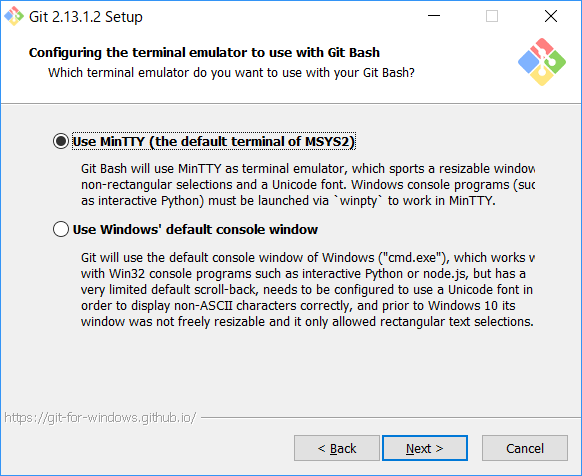 Git 2.13.1.2 Setup
Configuring the terminal emulator to use with Git Bash
Which terminal emulator do you want to use with your Git Bash?
Use MinTTY (the default terminal of MSYS2)
Git Bash will use MinTTY as terminal emulator, which sports a resizable window
non-rectangular selections and a Unicode font. Windows console programs (suc
as interactive Python) must be launched via `winpty` to work in MinTTY.
Use Windows' default console window
Git will use the default console window of Windows ("cmd.exe"), which works w
with Win32 console programs such as interactive Python or node.js, but has a
very limited default scroll-back, needs to be configured to use a Unicode font in
order to display non-ASCII characters correctly, and prior to Windows 10 its
window was not freely resizable and it only allowed rectangular text selections.
https://git-for-windows.github.io/
< Back
Next >
Cancel